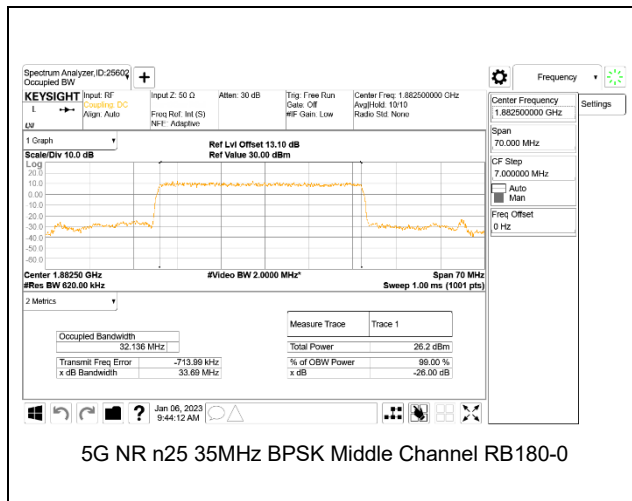 Spectrum Analyzer,ID:25602
Occupied BW
+
Frequency
KEYSIGHT
L
Input: RF
Coupling: DC
Align: Auto
Input Z: 50 Ω
Freq Ref: Int (S)
NFE: Adaptive
Atten: 30 dB
Trig: Free Run
Gate: Off
#IF Gain: Low
Center Freq: 1.882500000 GHz
Avg|Hold: 10/10
Radio Std: None
Center Frequency
1.882500000 GHz
Settings
Span
70.000 MHz
CF Step
7.000000 MHz
Auto
Man
Freq Offset
0 Hz
1 Graph
Ref Lvl Offset 13.10 dB
Scale/Div 10.0 dB
Ref Value 30.00 dBm
Log
20.0
10.0
0.00
-10.0
-20.0
-30.0
-40.0
-50.0
-60.0
Center 1.88250 GHz
#Video BW 2.0000 MHz*
Span 70 MHz
#Res BW 620.00 kHz
Sweep 1.00 ms (1001 pts)
2 Metrics
Measure Trace
Trace 1
Occupied Bandwidth
32.136 MHz
Total Power
26.2 dBm
Transmit Freq Error
-713.99 kHz
% of OBW Power
99.00 %
x dB Bandwidth
33.69 MHz
x dB
-26.00 dB
?
Jan 06, 2023
9:44:12 AM
5G NR n25 35MHz BPSK Middle Channel RB180-0